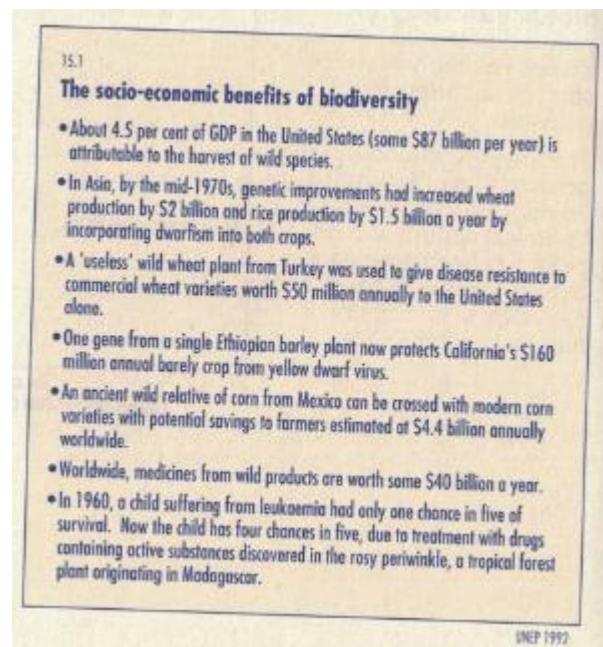 15.1
The socio-economic benefits of biodiversity
• About 4.5 per cent of GDP in the United States (some $87 billion per year) is
attributable to the harvest of wild species.
• In Asia, by the mid-1970s, genetic improvements had increased wheat
production by $2 billion and rice production by $1.5 billion a year by
incorporating dwarfism into both crops.
• A 'useless' wild wheat plant from Turkey was used to give disease resistance to
commercial wheat varieties worth $50 million annually to the United States
alone.
• One gene from a single Ethiopian barley plant now protects California's $160
million annual barely crop from yellow dwarf virus.
• An ancient wild relative of corn from Mexico can be crossed with modern corn
varieties with potential savings to farmers estimated at $4.4 billion annually
worldwide.
• Worldwide, medicines from wild products are worth some $40 billion a year.
• In 1960, a child suffering from leukaemia had only one chance in five of
survival. Now the child has four chances in five, due to treatment with drugs
containing active substances discovered in the rosy periwinkle, a tropical forest
plant originating in Madagascar.
UNEP 1992